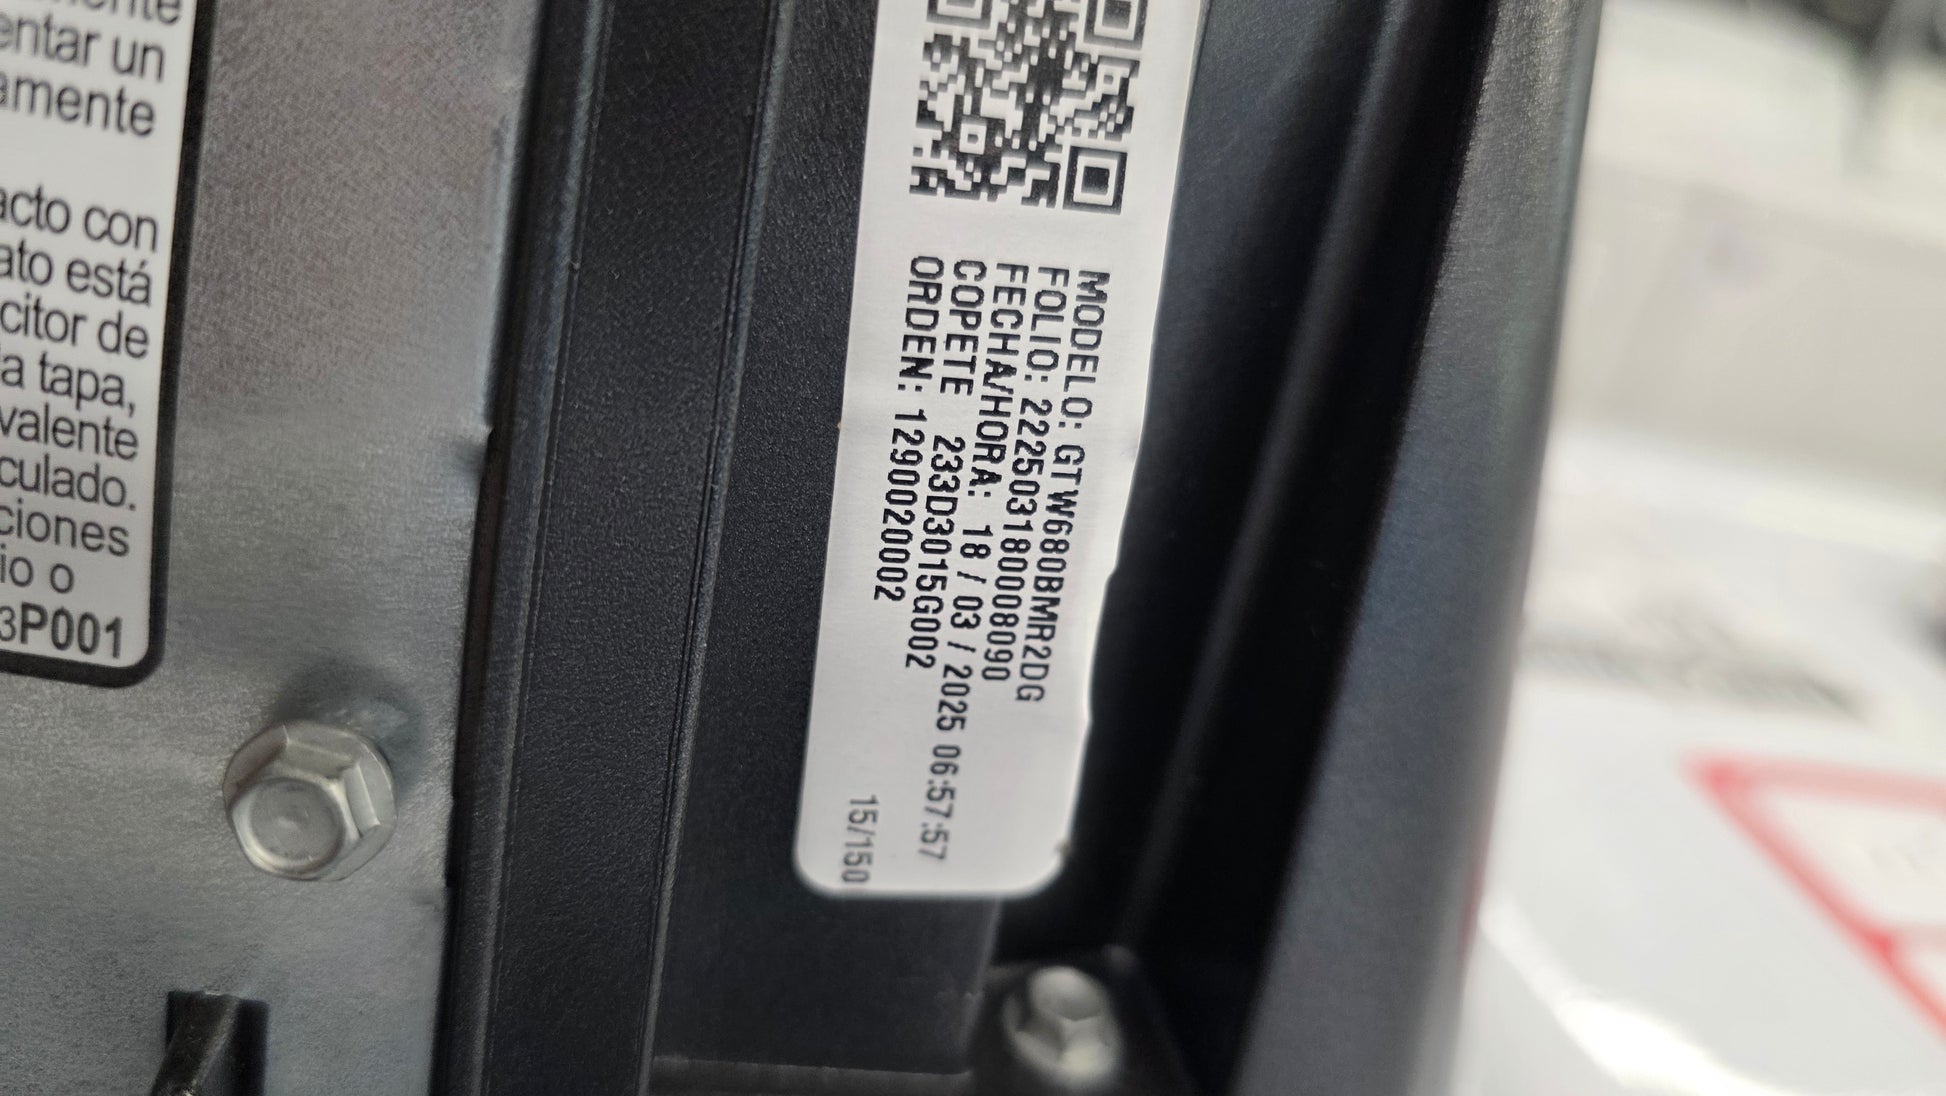 entar un
amente
acto con
ato está
citor de
a tapa,
valente
culado.
ciones
io o
3P001
MODELO: GTW680BMR2DG
FOLIO: 2225031800008090
FECHA/HORA: 18 / 03 / 2025 06:57:57
COPETE 233D3015G002
ORDEN: 1290020002
15/150